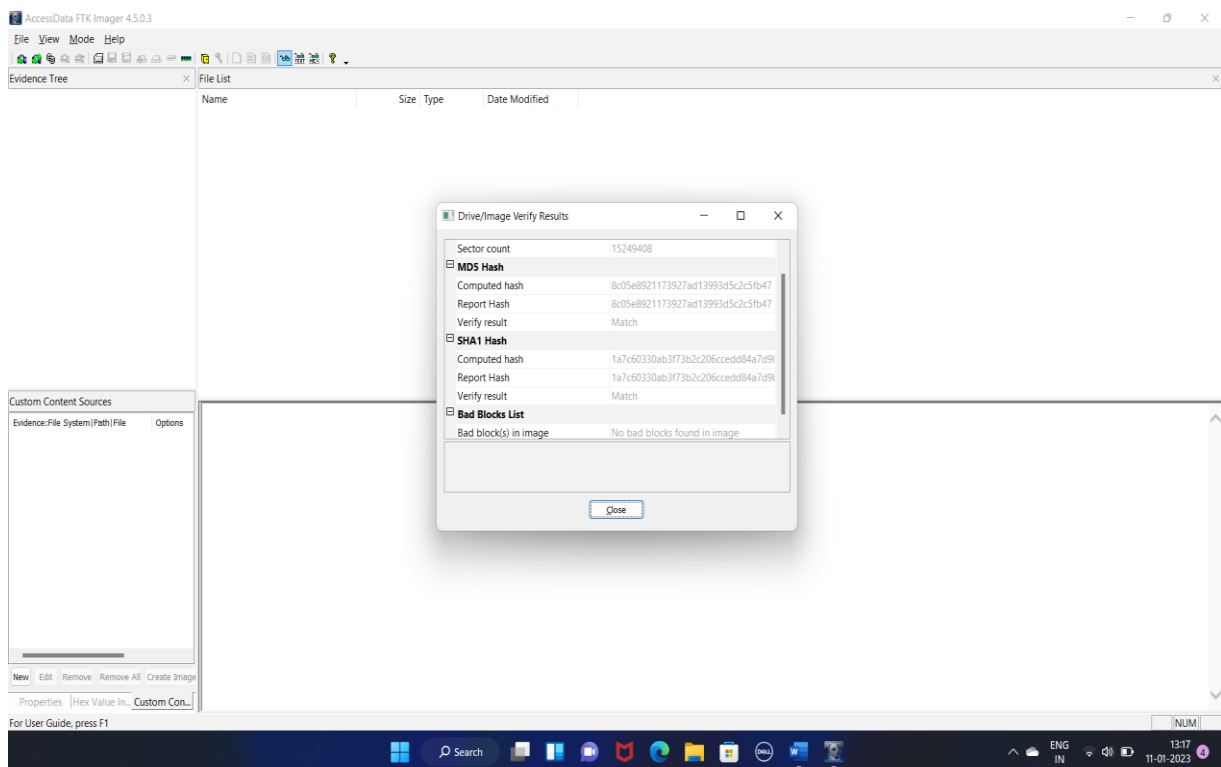 AccessData FTK Imager 4.5.0.3
File View Mode Help
Evidence Tree
File List
Name Size Type Date Modified
Drive/Image Verify Results
Sector count 15249408
MD5 Hash
Computed hash 8c05e8921173927ad13993d5c2c5fb47
Report Hash 8c05e8921173927ad13993d5c2c5fb47
Verify result Match
SHA1 Hash
Computed hash 1a7c60330ab3f73b2c206ccedd84a7d9
Report Hash 1a7c60330ab3f73b2c206ccedd84a7d9
Verify result Match
Bad Blocks List
Bad block(s) in image No bad blocks found in image
Close
Custom Content Sources
Evidence:File System|Path|File Options
New Edit Remove Remove All Create Image
Properties Hex Value In... Custom Con...
For User Guide, press F1
NUM
Search
DELL
ENG
IN
13:17
11-01-2023
4